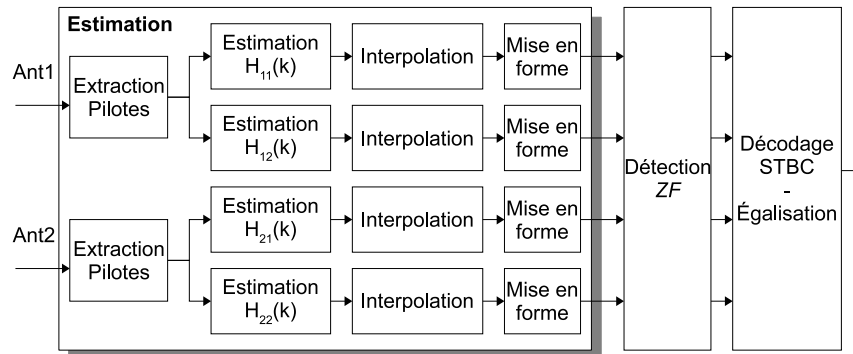 Estimation
Ant1
Extraction
Pilotes
Estimation
H11(k)
Interpolation
Mise en
forme
Estimation
H12(k)
Interpolation
Mise en
forme
Ant2
Extraction
Pilotes
Estimation
H21(k)
Interpolation
Mise en
forme
Estimation
H22(k)
Interpolation
Mise en
forme
Détection
ZF
Décodage
STBC
-
Égalisation